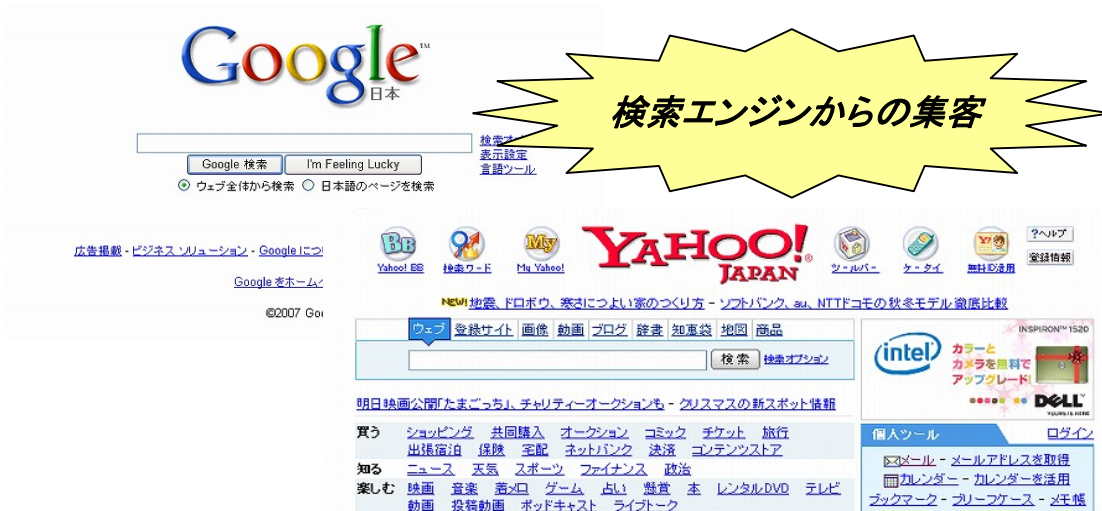 Google™
日本
検索エンジンからの集客
Google 検索 I'm Feeling Lucky
表示設定
言語ツール
ウェブ全体から検索 日本語のページを検索
広告掲載 - ビジネス ソリューション - Google につ
Google をホーム
©2007 Goo
Yahoo! BB 検索ワード My Yahoo! YAHOO! JAPAN ツールバー ケータイ 無料ID活用
?ヘルプ
登録情報
NEW! 地震、ドロボウ、寒さにつよい家のつくり方 - ソフトバンク、au、NTTドコモの秋冬モデル徹底比較
ウェブ 登録サイト 画像 動画 ブログ 辞書 知恵袋 地図 商品
検索 検索オプション
INSPIRON™ 1520
intel
カラーと
カメラを無料で
アップグレード!
DELL™
YOURS IS HERE
明日映画公開「たまごっち」、チャリティーオークションも - クリスマスの新スポット情報
買う ショッピング 共同購入 オークション コミック チケット 旅行
出張宿泊 保険 宅配 ネットバンク 決済 コンテンツストア
知る ニュース 天気 スポーツ ファイナンス 政治
楽しむ 映画 音楽 着メロ ゲーム 占い 懸賞 本 レンタルDVD テレビ
動画 投稿動画 ポッドキャスト ライブトーク
個人ツール ログイン
メール - メールアドレスを取得
カレンダー - カレンダーを活用
ブックマーク - ブリーフケース - メモ帳